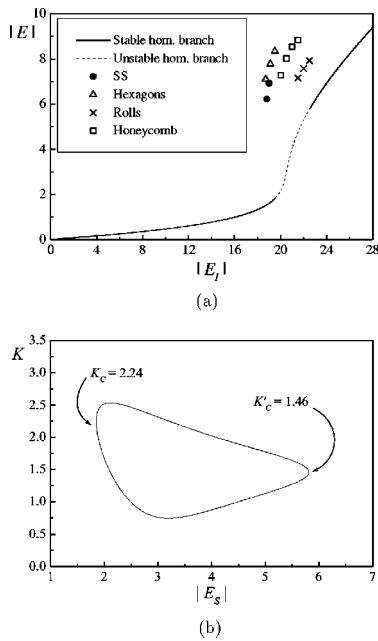 |E|
10
8
6
4
2
0
Stable hom. branch
Unstable hom. branch
SS
Hexagons
Rolls
Honeycomb
0 4 8 12 16 20 24 28
|E_I|
(a)
K
3.5
3.0
2.5
2.0
1.5
1.0
0.5
0.0
K_c = 2.24
K'_c = 1.46
1 2 3 4 5 6 7
|E_S|
(b)